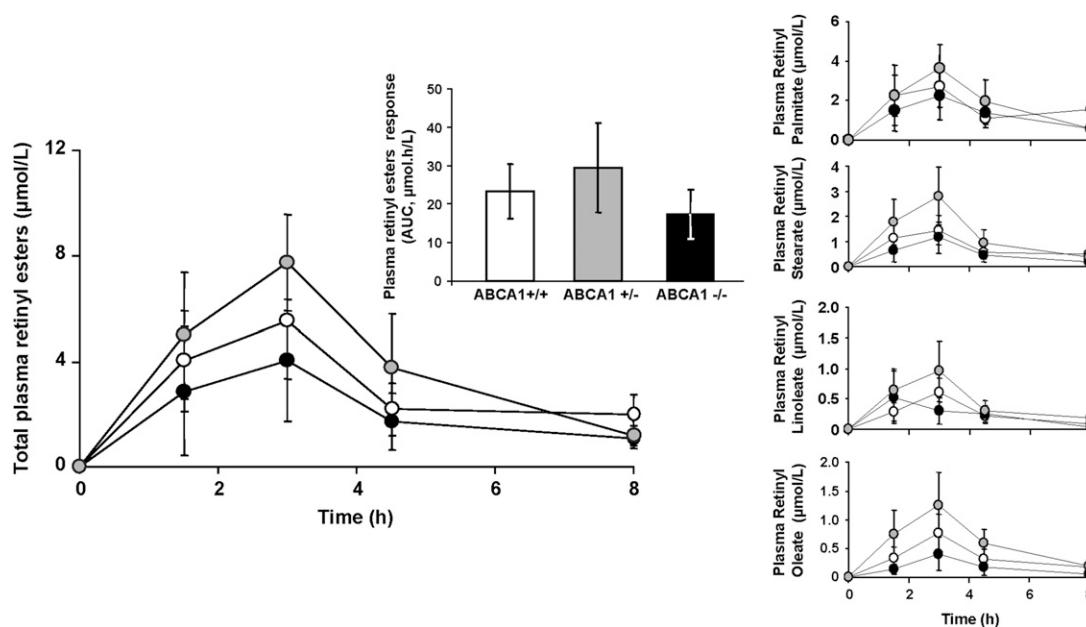 Total plasma retinyl esters (µmol/L)
12
8
4
0
0
2
4
6
8
Time (h)
Plasma retinyl esters response
(AUC, µmol.h/L)
50
40
30
20
10
0
ABCA1+/+
ABCA1 +/-
ABCA1 -/-
Plasma Retinyl
Palmitate (µmol/L)
6
4
2
0
Plasma Retinyl
Stearate (µmol/L)
4
3
2
1
0
Plasma Retinyl
Linoleate (µmol/L)
2.0
1.5
1.0
0.5
0
Plasma Retinyl
Oleate (µmol/L)
2.0
1.5
1.0
0.5
0
0
2
4
6
Time (h)